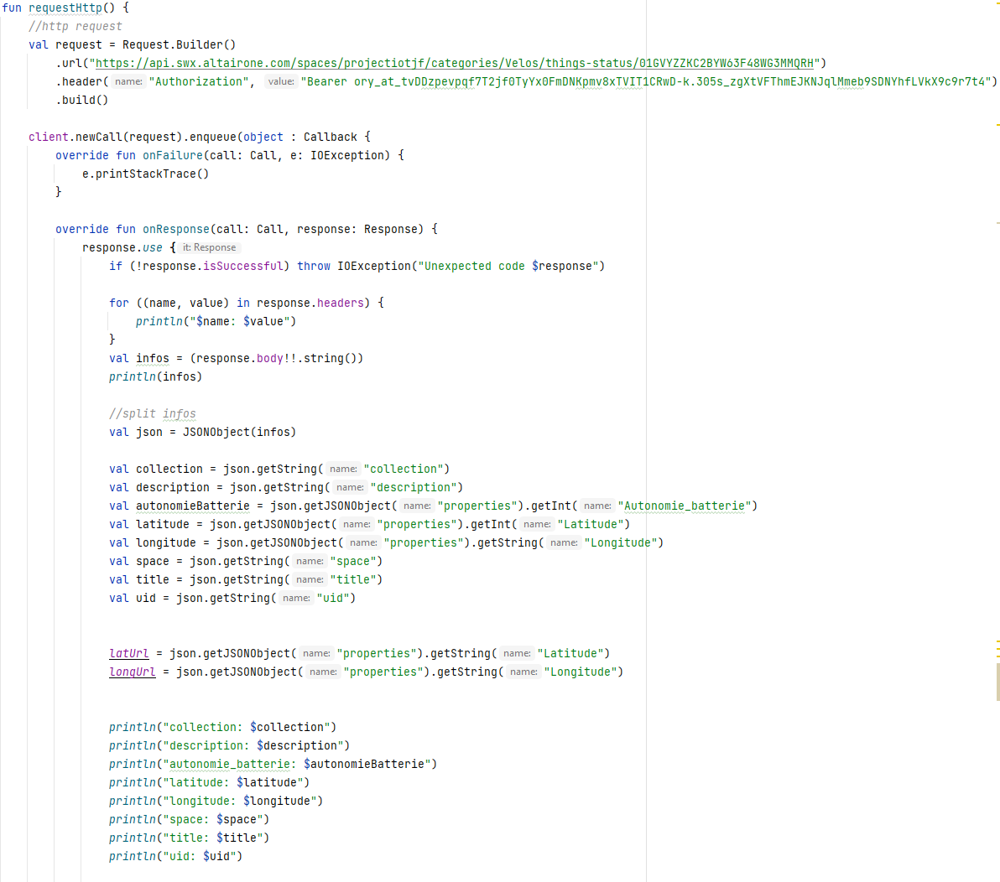 fun requestHttp() {
//http request
val request = Request.Builder()
.url("https://api.swx.altairone.com/spaces/projectiotjf/categories/Velos/things-status/01GVYZZKC2BYW63F48WG3MMQRH")
.header( name: "Authorization", value: "Bearer ory_at_tvDDzpevpqf7T2jf0TyYx0FmDNKpmv8xTVIT1CRwD-k.305s_zgXtVFThmEJKNJqlMmeb9SDNYhfLVkX9c9r7t4")
.build()
client.newCall(request).enqueue(object : Callback {
override fun onFailure(call: Call, e: IOException) {
e.printStackTrace()
}
override fun onResponse(call: Call, response: Response) {
response.use { it: Response
if (!response.isSuccessful) throw IOException("Unexpected code $response")
for ((name, value) in response.headers) {
println("$name: $value")
}
val infos = (response.body!!.string())
println(infos)
//split infos
val json = JSONObject(infos)
val collection = json.getString( name: "collection")
val description = json.getString( name: "description")
val autonomieBatterie = json.getJSONObject( name: "properties").getInt( name: "Autonomie_batterie")
val latitude = json.getJSONObject( name: "properties").getInt( name: "Latitude")
val longitude = json.getJSONObject( name: "properties").getString( name: "Longitude")
val space = json.getString( name: "space")
val title = json.getString( name: "title")
val uid = json.getString( name: "uid")
latUrl = json.getJSONObject( name: "properties").getString( name: "Latitude")
longUrl = json.getJSONObject( name: "properties").getString( name: "Longitude")
println("collection: $collection")
println("description: $description")
println("autonomie_batterie: $autonomieBatterie")
println("latitude: $latitude")
println("longitude: $longitude")
println("space: $space")
println("title: $title")
println("uid: $uid")